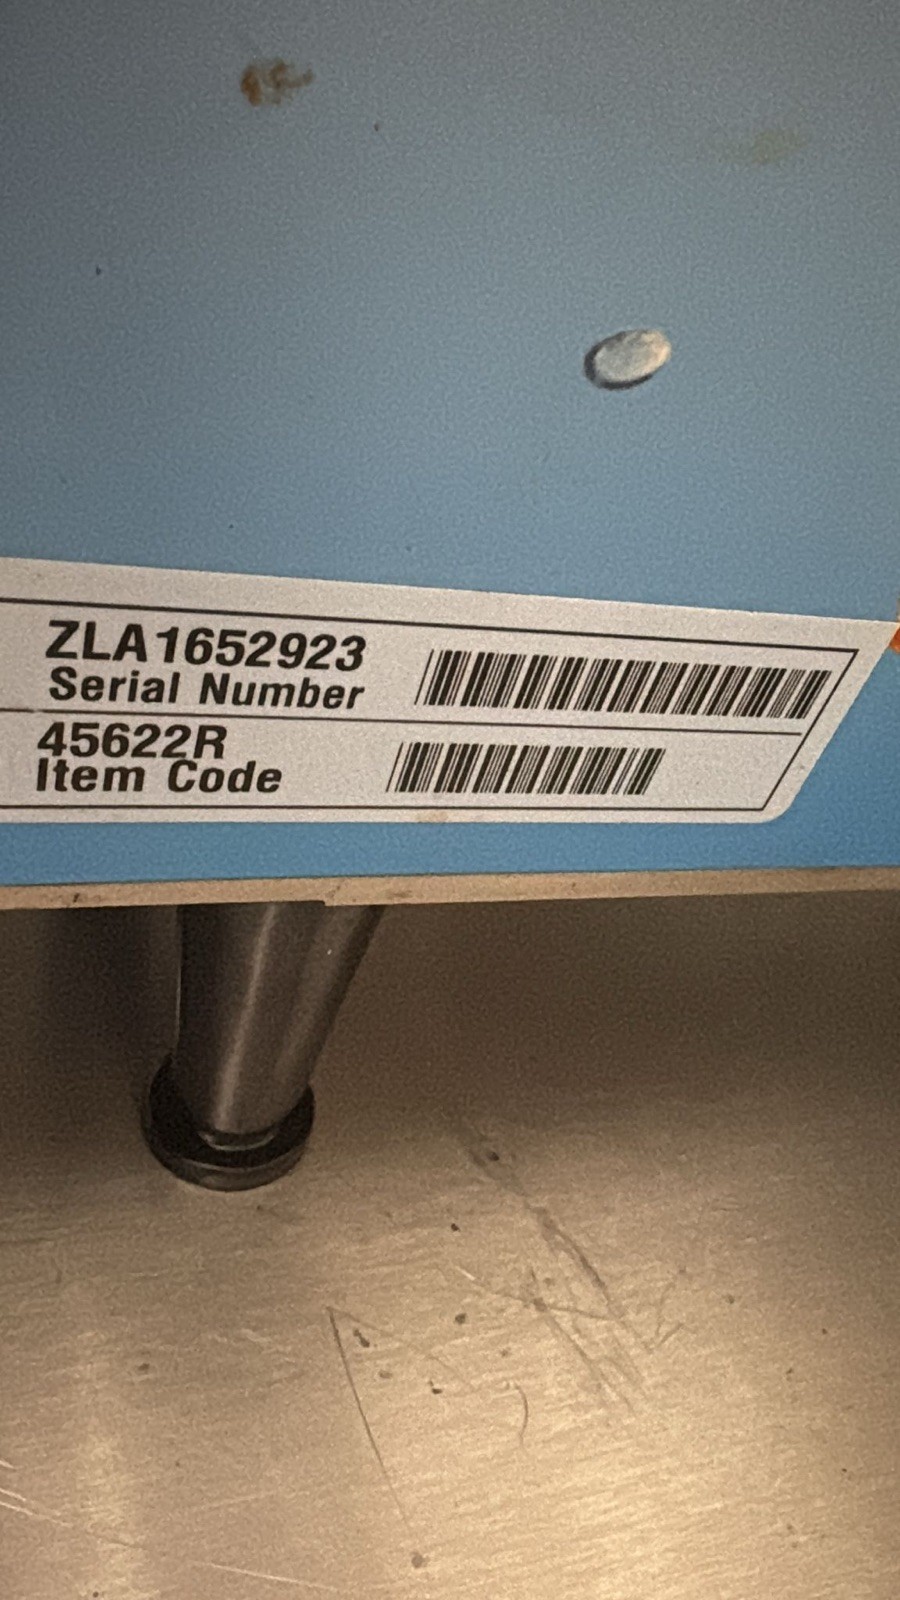 ZLA1652923
Serial Number
45622R
Item Code